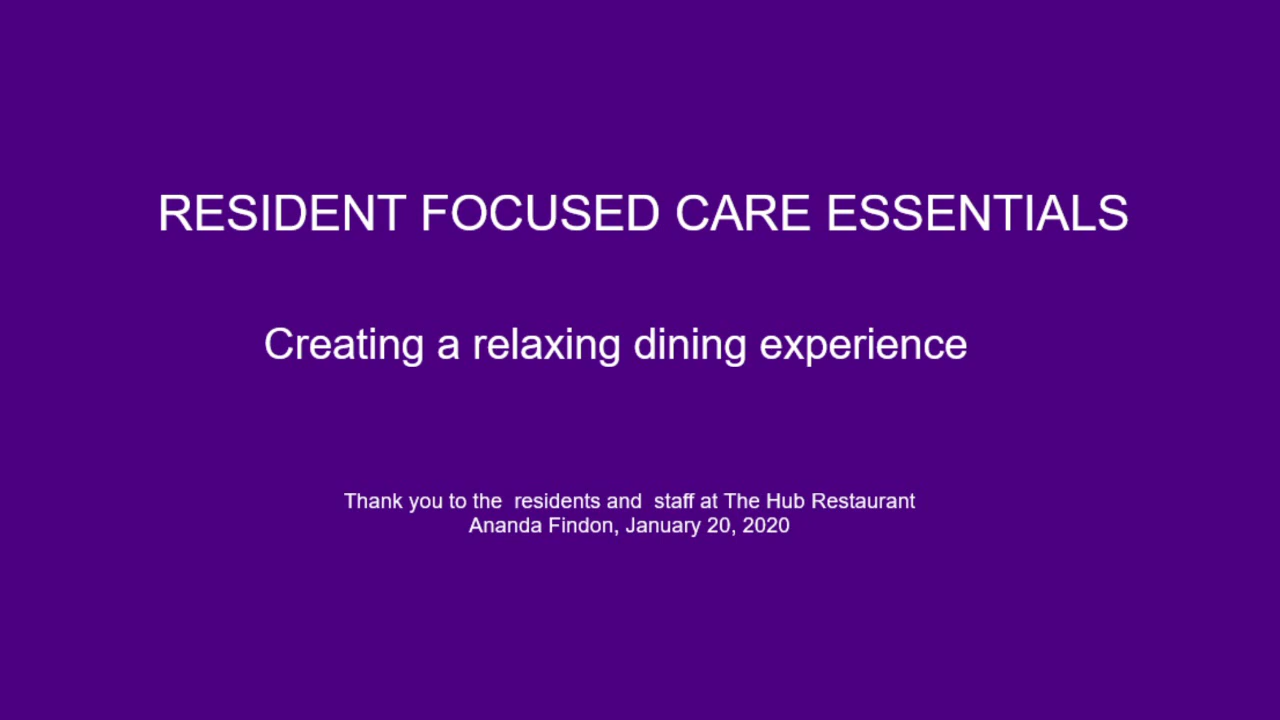 RESIDENT FOCUSED CARE ESSENTIALS
Creating a relaxing dining experience
Thank you to the  residents and  staff at The Hub Restaurant
Ananda Findon, January 20, 2020